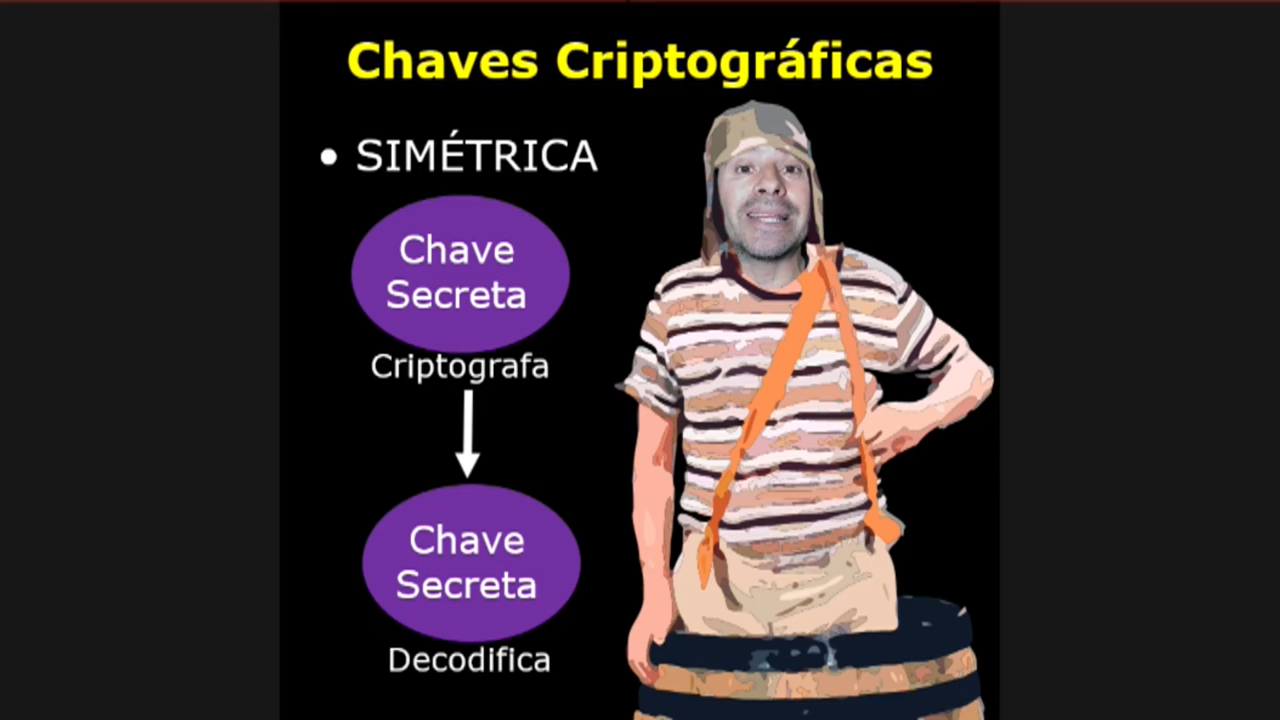 Chaves Criptográficas
• SIMÉTRICA
Chave
Secreta
Criptografa
Chave
Secreta
Decodifica